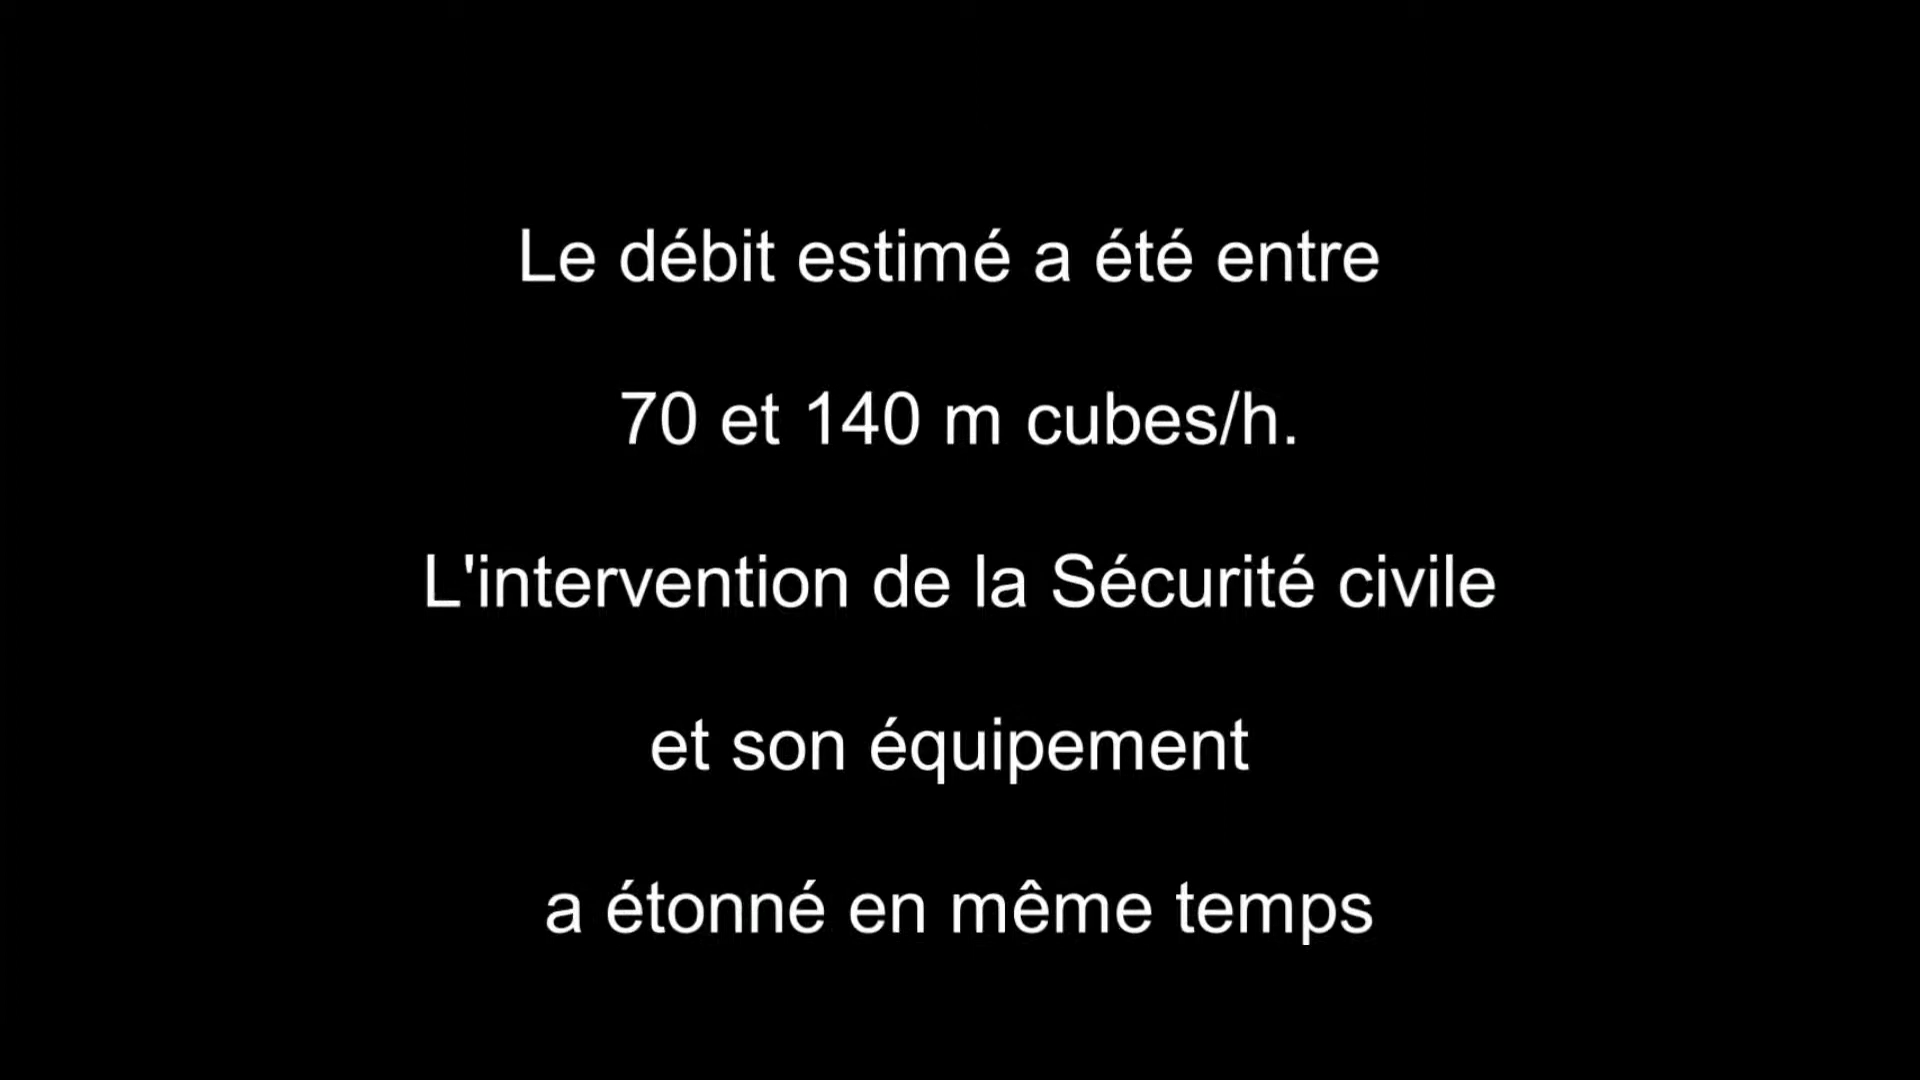 Le débit estimé a été entre
70 et 140 m cubes/h.
L'intervention de la Sécurité civile
et son équipement
a étonné en même temps